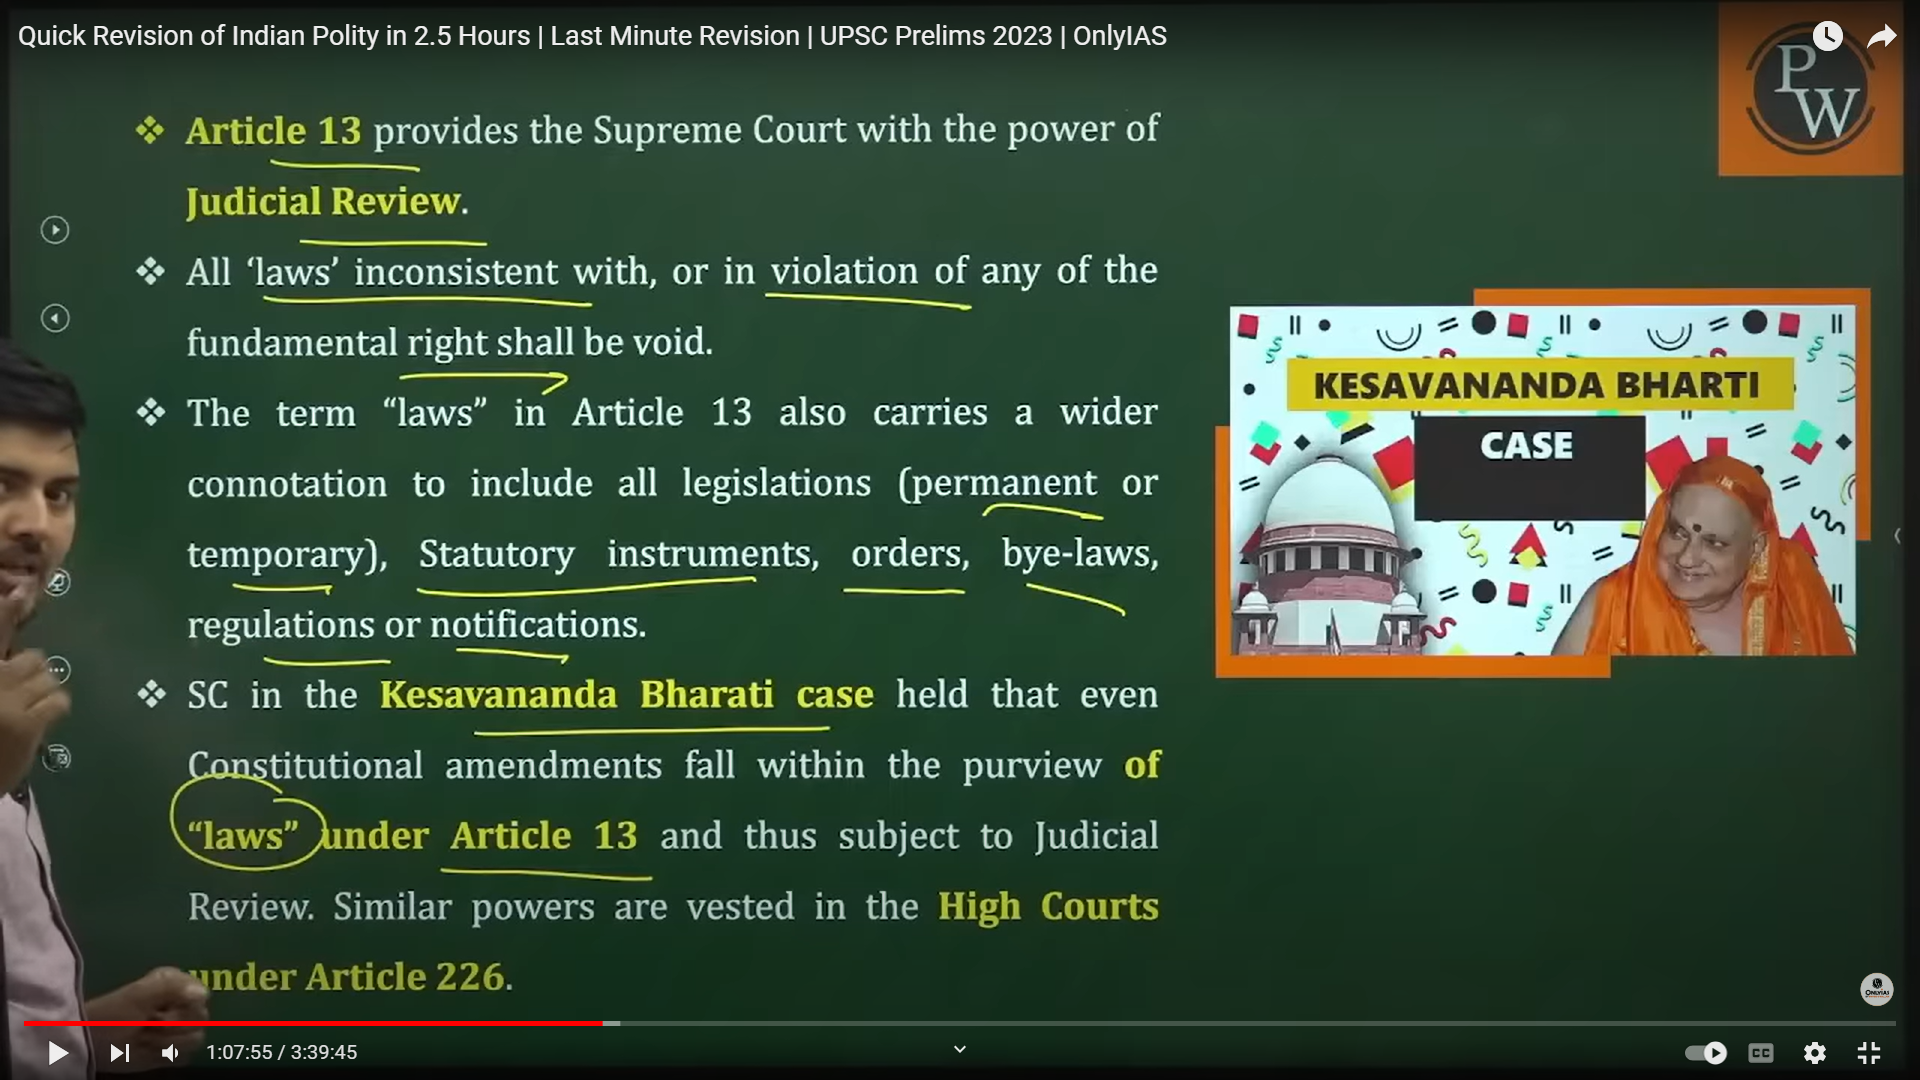 Quick Revision of Indian Polity in 2.5 Hours | Last Minute Revision | UPSC Prelims 2023 | OnlyIAS
PW
❖ Article 13 provides the Supreme Court with the power of
Judicial Review.
❖ All ‘laws’ inconsistent with, or in violation of any of the
fundamental right shall be void.
❖ The term “laws” in Article 13 also carries a wider
connotation to include all legislations (permanent or
temporary), Statutory instruments, orders, bye-laws,
regulations or notifications.
❖ SC in the Kesavananda Bharati case held that even
Constitutional amendments fall within the purview of
“laws” under Article 13 and thus subject to Judicial
Review. Similar powers are vested in the High Courts
under Article 226.
KESAVANANDA BHARTI
CASE
ONLYIAS
1:07:55 / 3:39:45
CC